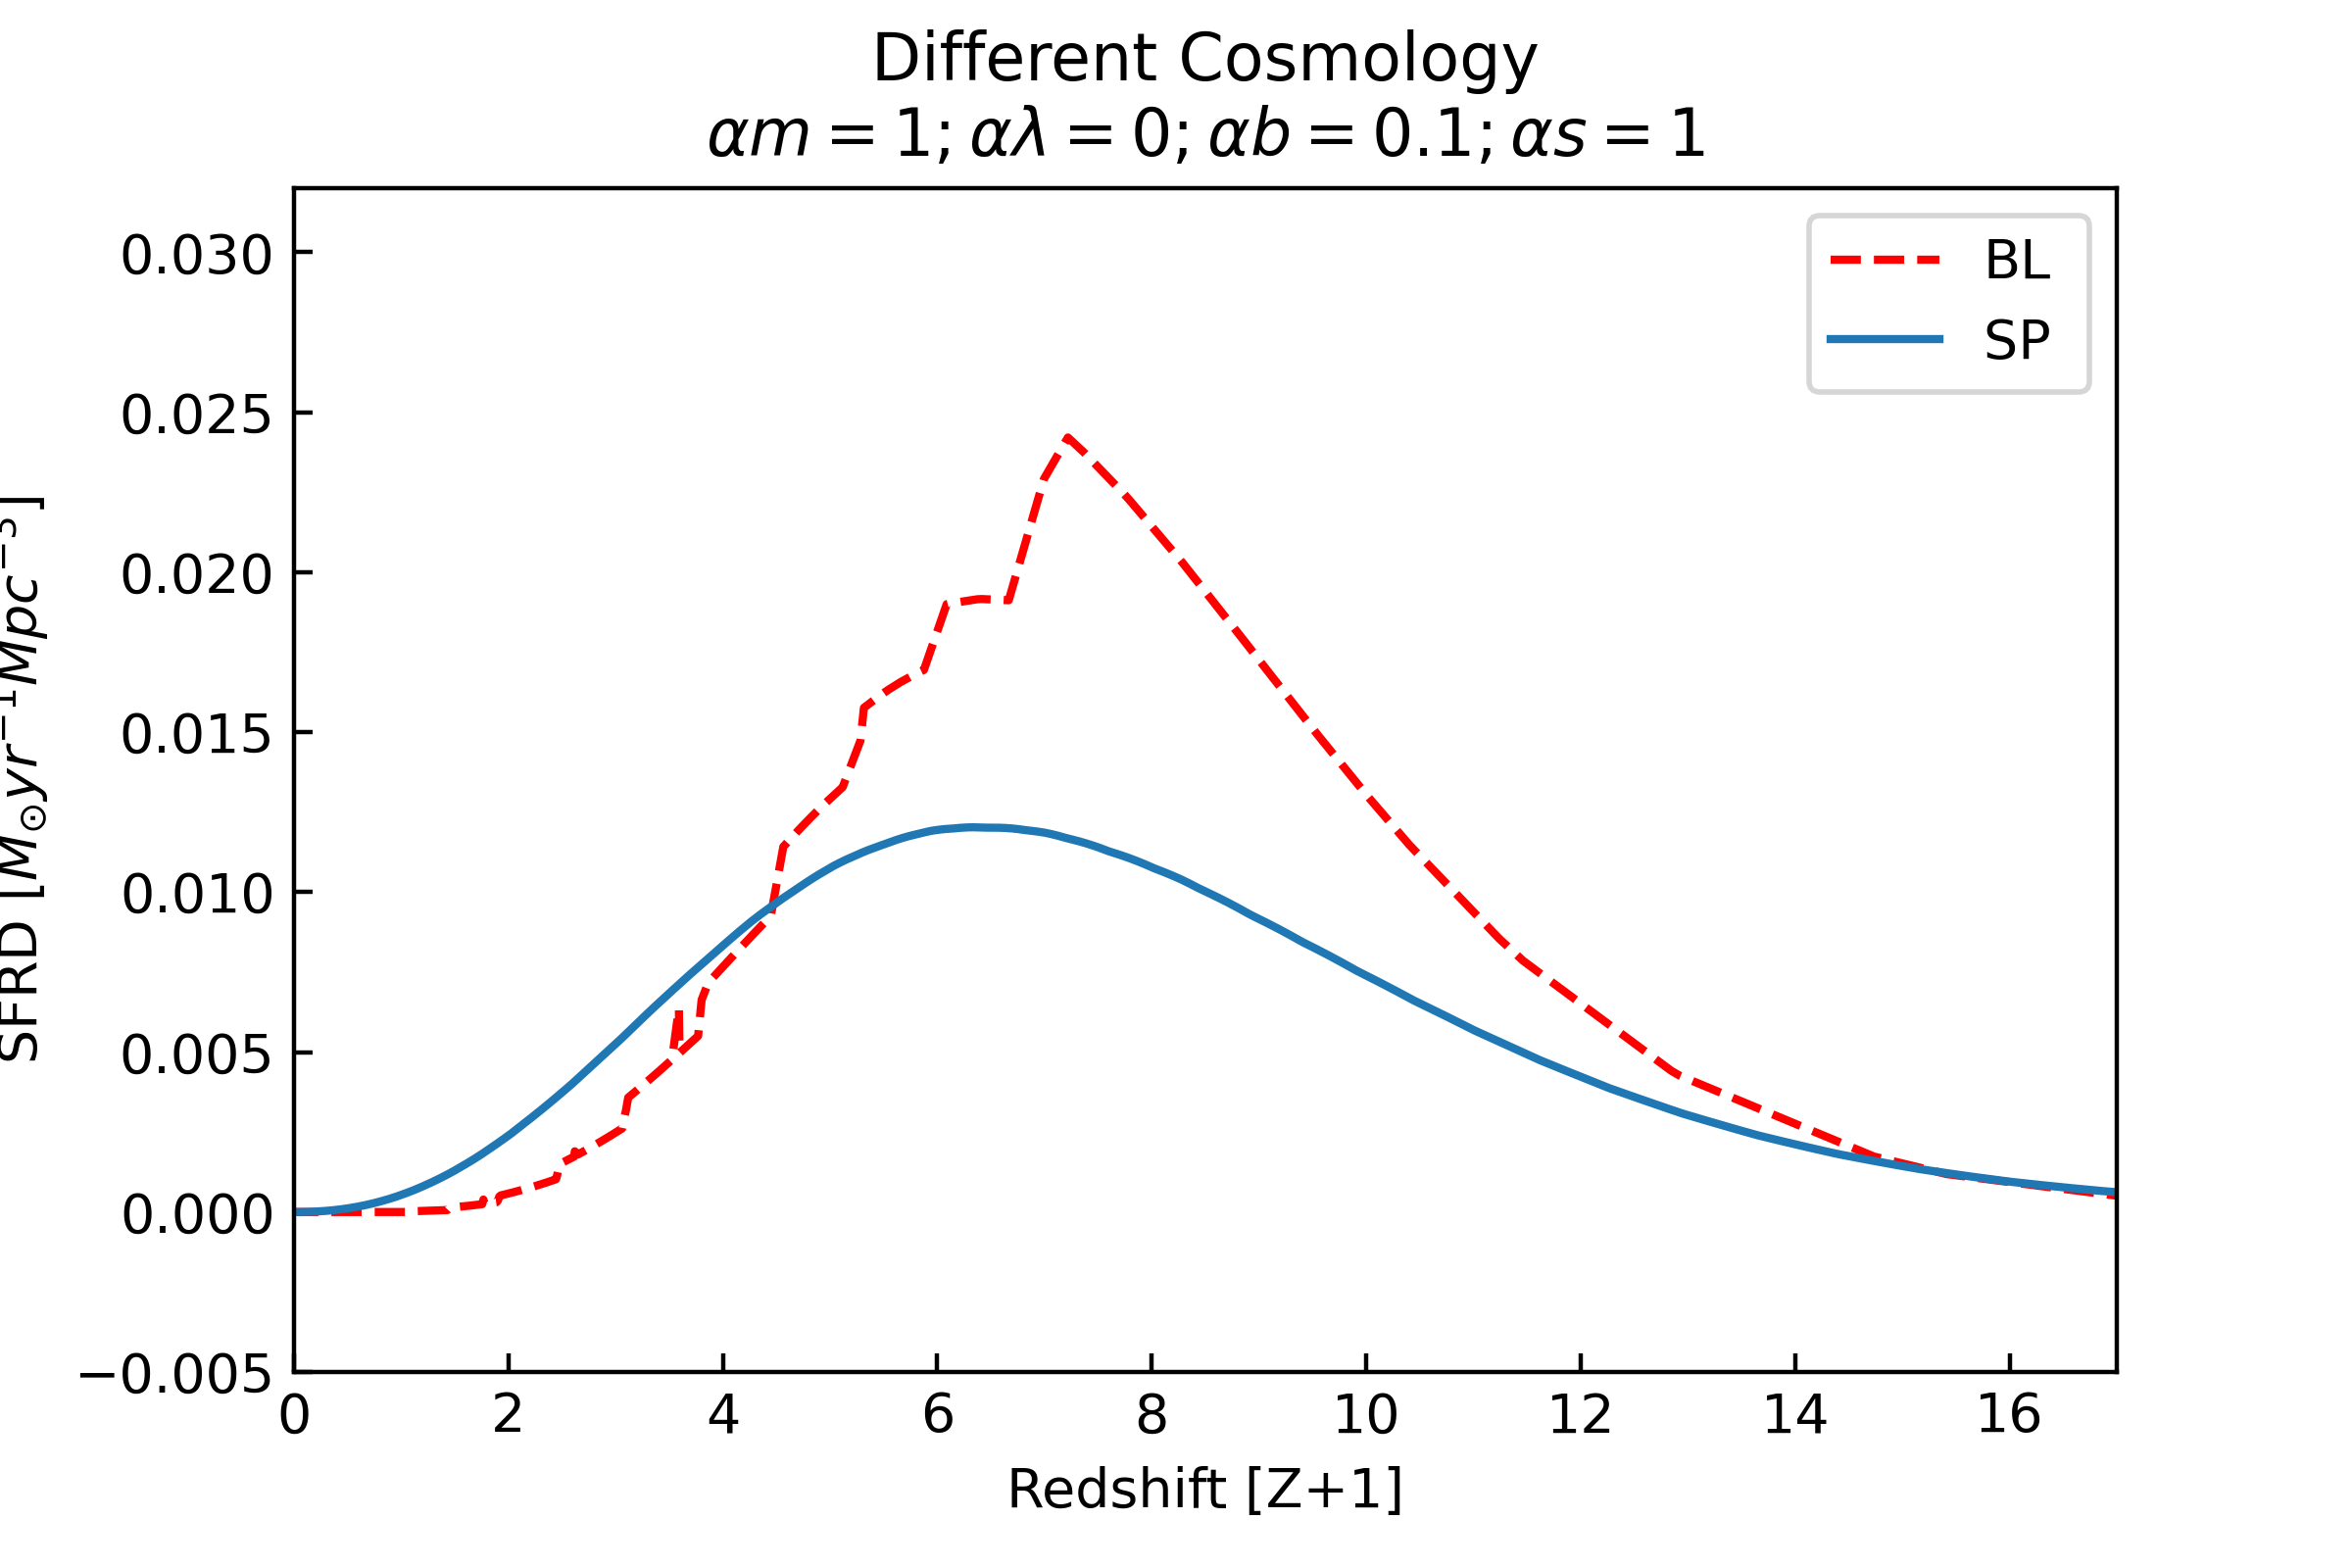 Different Cosmology
αm = 1; αλ = 0; αb = 0.1; αs = 1
BL
SP
0.030
0.025
0.020
0.015
0.010
0.005
0.000
−0.005
SFRD [M⊙yr⁻¹Mpc⁻³]
0 2 4 6 8 10 12 14 16
Redshift [Z+1]